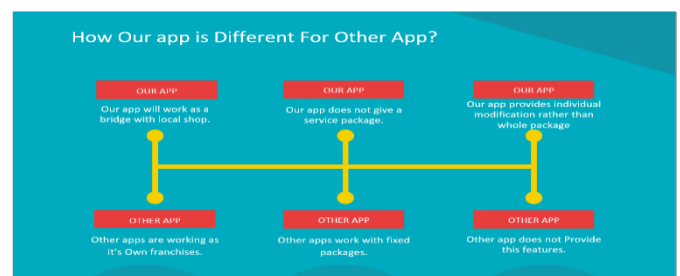 How Our app is Different For Other App?
OUR APP
Our app will work as a
bridge with local shop.
OUR APP
Our app does not give a
service package.
OUR APP
Our app provides individual
modification rather than
whole package
OTHER APP
Other apps are working as
it's Own franchises.
OTHER APP
Other apps work with fixed
packages.
OTHER APP
Other app does not Provide
this features.